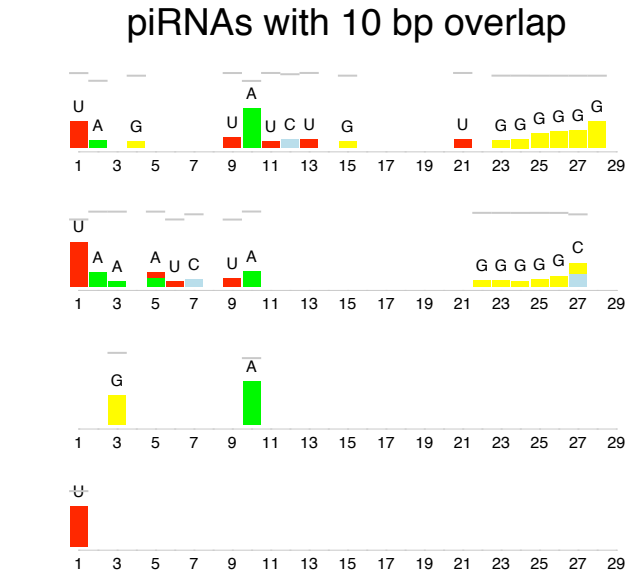 piRNAs with 10 bp overlap
U A G U A U C U G U G G G G G G
1 3 5 7 9 11 13 15 17 19 21 23 25 27 29
U A A A U C U A G G G G G C
1 3 5 7 9 11 13 15 17 19 21 23 25 27 29
G A
1 3 5 7 9 11 13 15 17 19 21 23 25 27 29
U
1 3 5 7 9 11 13 15 17 19 21 23 25 27 29